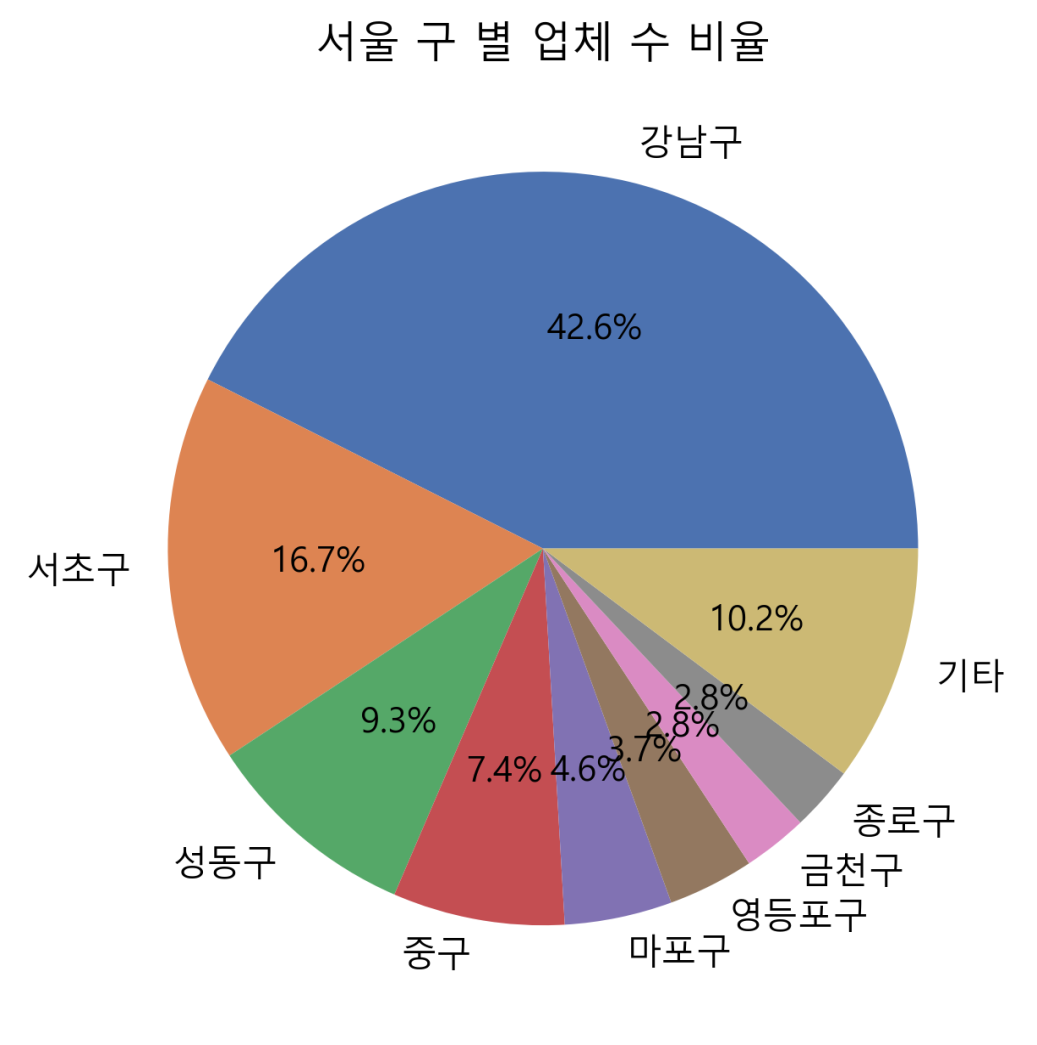 서울 구 별 업체 수 비율
강남구
42.6%
서초구
16.7%
성동구
9.3%
중구
7.4%
마포구
4.6%
영등포구
3.7%
금천구
2.8%
종로구
2.8%
기타
10.2%